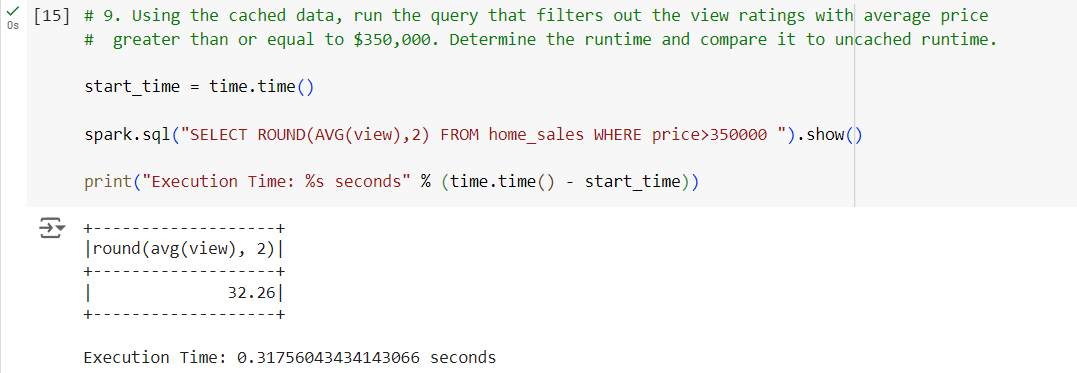 [15] # 9. Using the cached data, run the query that filters out the view ratings with average price
#  greater than or equal to $350,000. Determine the runtime and compare it to uncached runtime.
start_time = time.time()
spark.sql("SELECT ROUND(AVG(view),2) FROM home_sales WHERE price>350000 ").show()
print("Execution Time: %s seconds" % (time.time() - start_time))
0s
+-------------------+
|round(avg(view), 2)|
+-------------------+
|              32.26|
+-------------------+
Execution Time: 0.31756043434143066 seconds